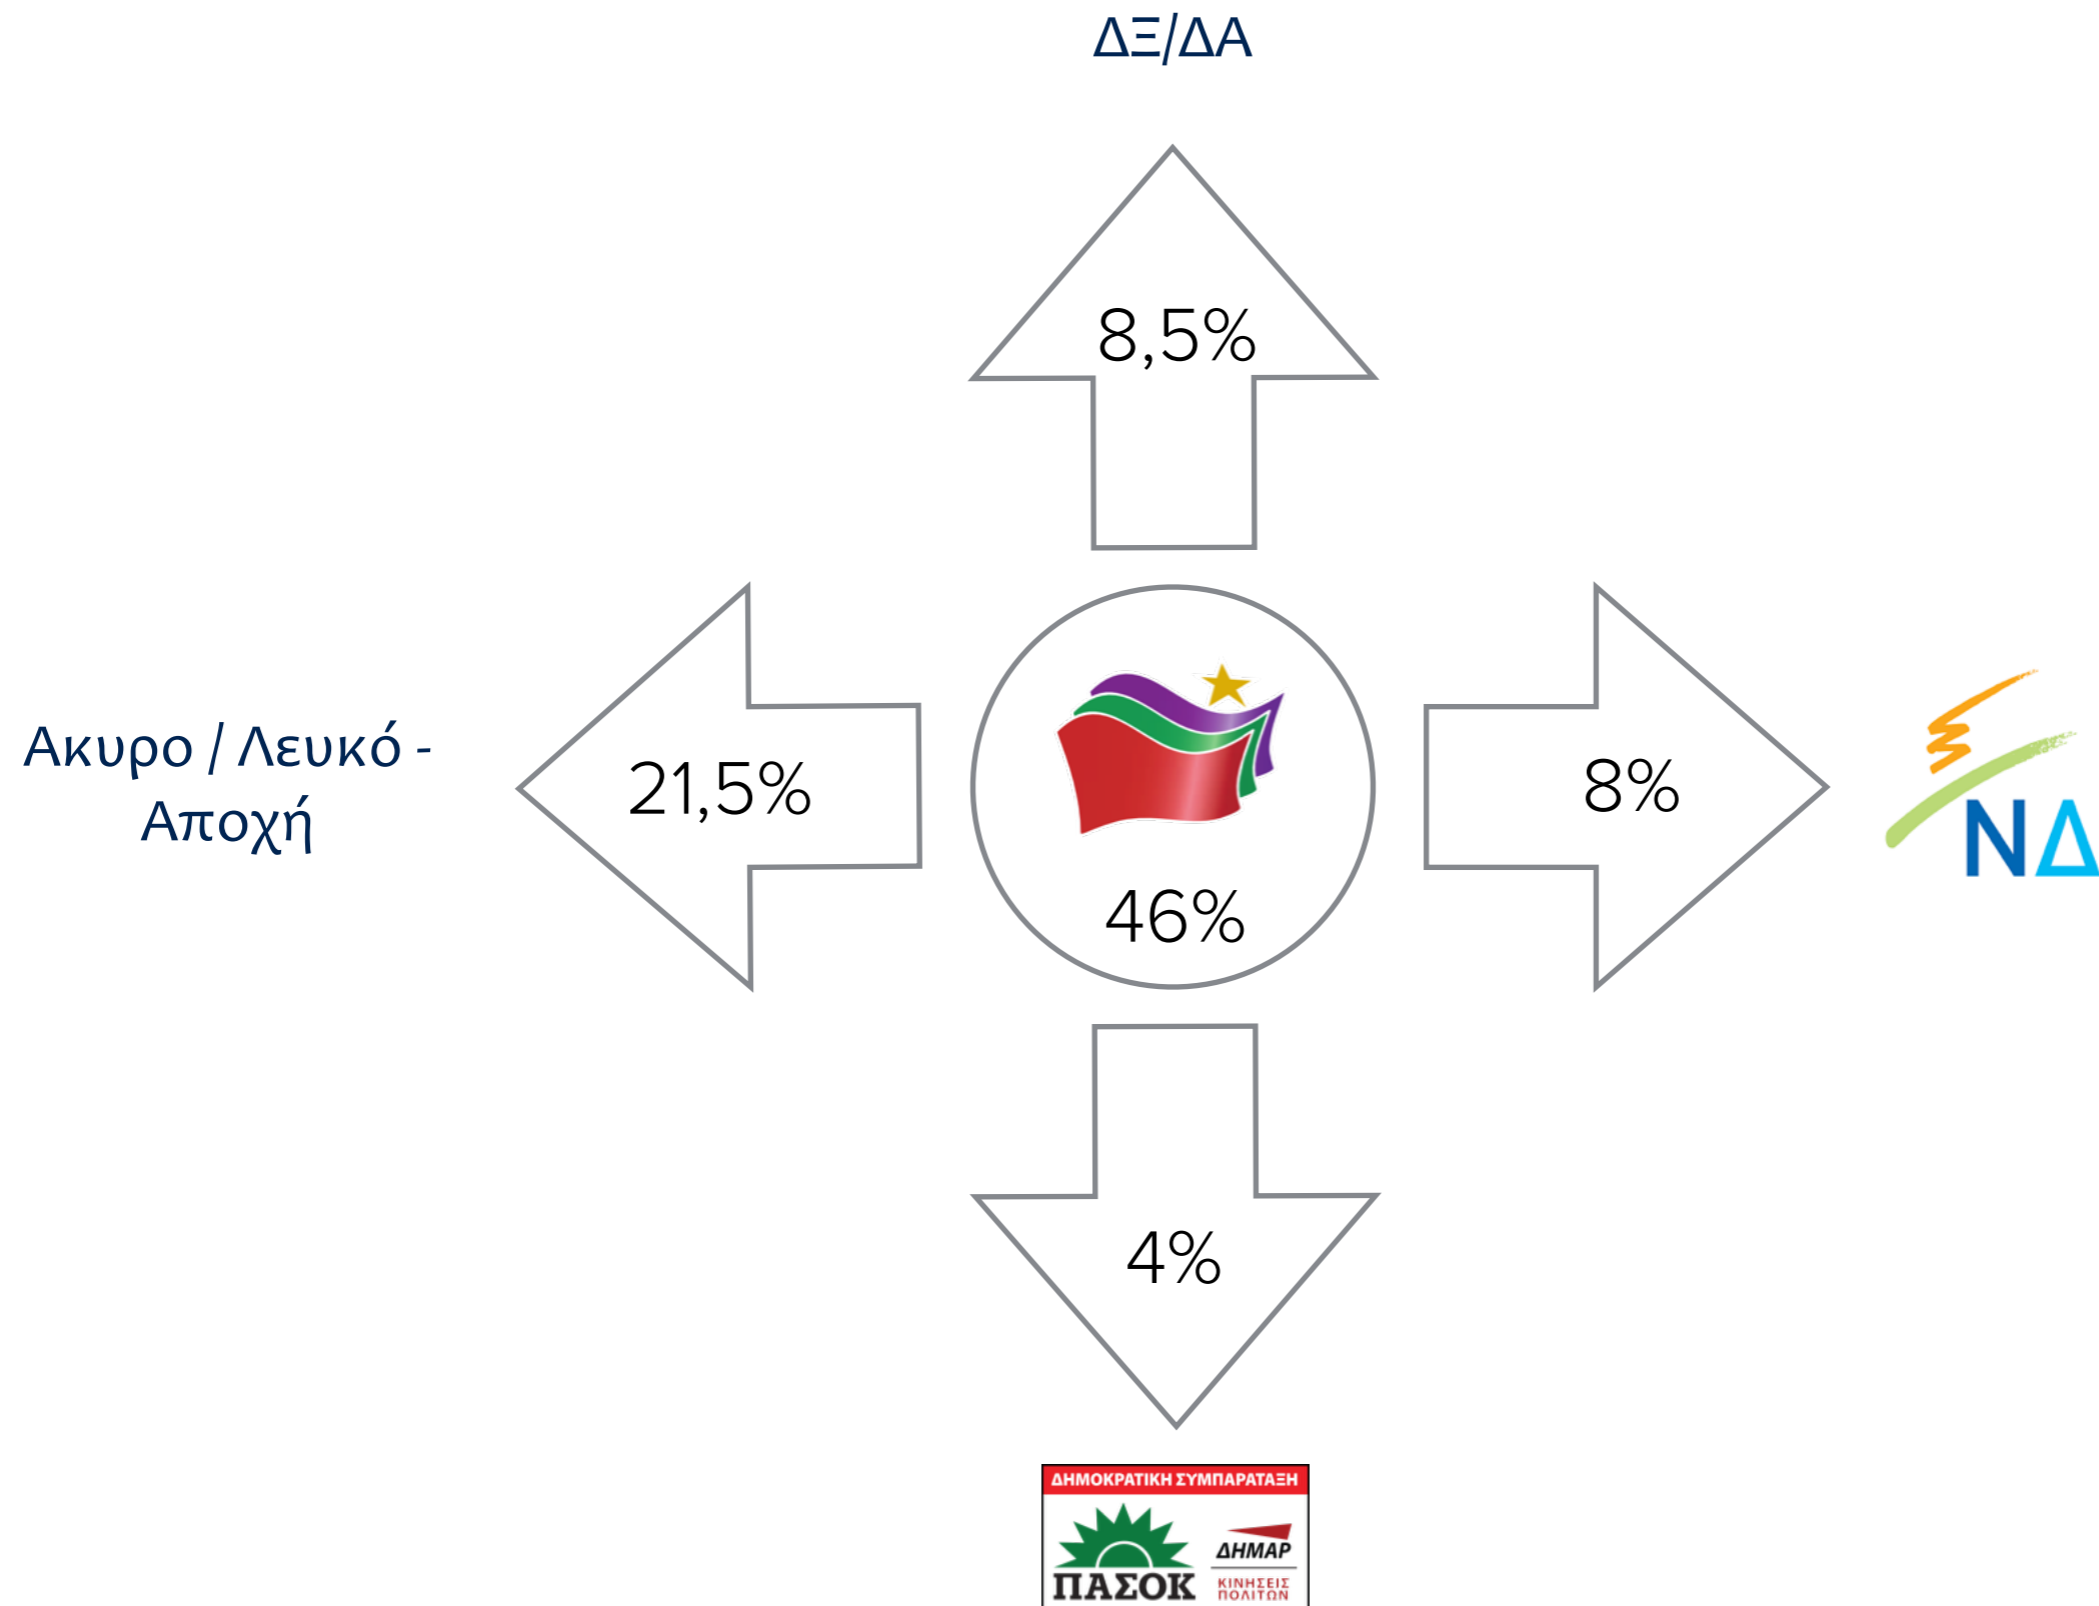 ΔΞ/ΔΑ
8,5%
Ακυρο / Λευκό -
Αποχή
21,5%
46%
8%
ΝΔ
4%
ΔΗΜΟΚΡΑΤΙΚΗ ΣΥΜΠΑΡΑΤΑΞΗ
ΠΑΣΟΚ
ΔΗΜΑΡ
ΚΙΝΗΣΕΙΣ
ΠΟΛΙΤΩΝ